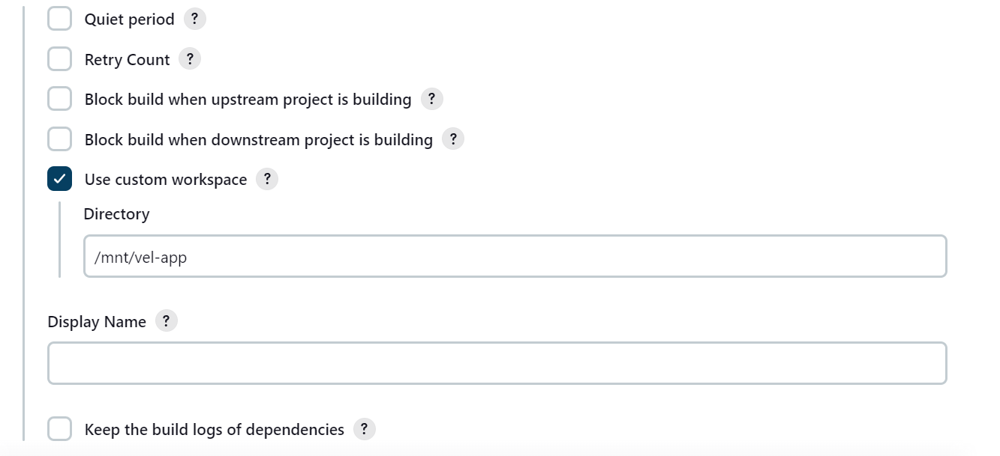 Quiet period ?
Retry Count ?
Block build when upstream project is building ?
Block build when downstream project is building ?
Use custom workspace ?
Directory
/mnt/vel-app
Display Name ?
Keep the build logs of dependencies ?